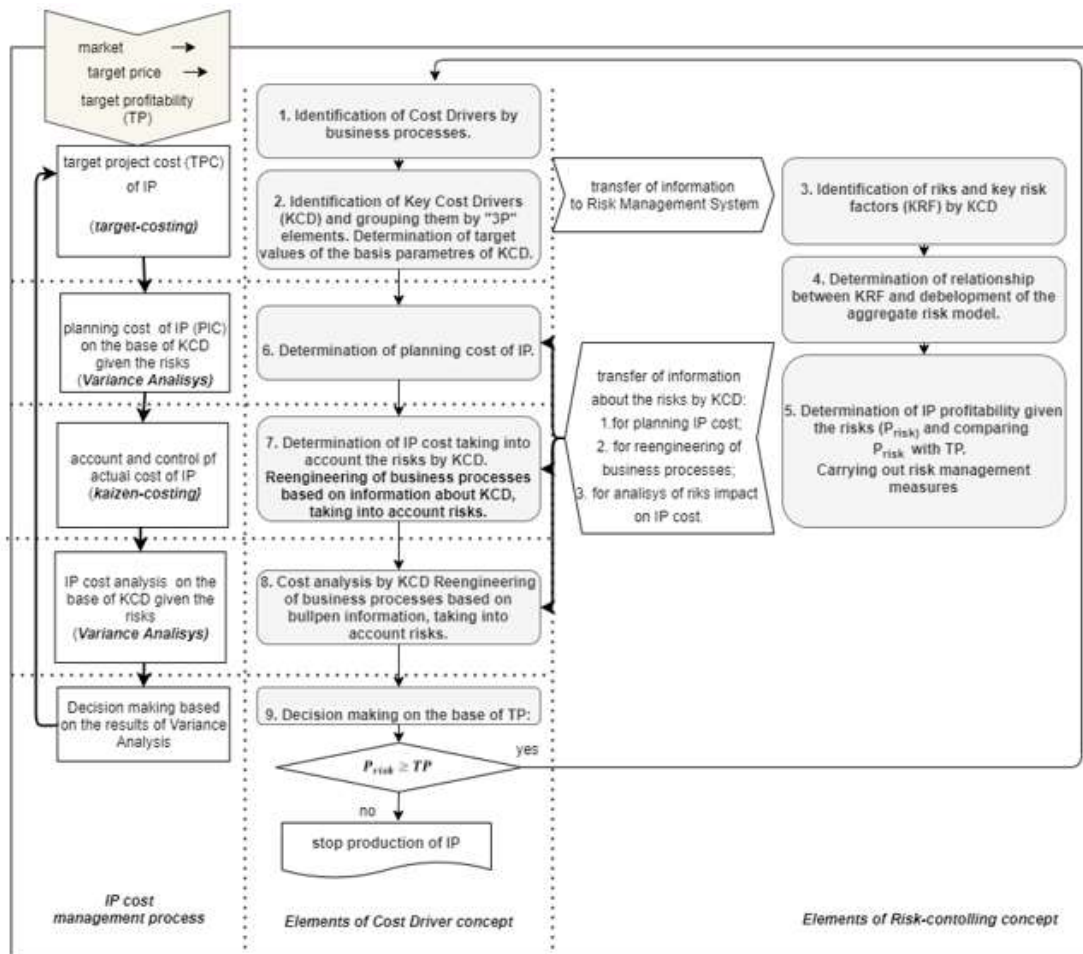 market
target price
target profitability
(TP)
target project cost (TPC)
of IP
(target-costing)
planning cost of IP (PIC)
on the base of KCD
given the risks
(Variance Analisys)
account and control pf
actual cost of IP
(kaizen-costing)
IP cost analysis on the
base of KCD given the
risks
(Variance Analisys)
Decision making based
on the results of Variance
Analysis
IP cost
management process
1. Identification of Cost Drivers by
business processes.
2. Identification of Key Cost Drivers
(KCD) and grouping them by "3P"
elements. Determination of target
values of the basis parametres of KCD.
6. Determination of planning cost of IP.
7. Determination of IP cost taking into
account the risks by KCD.
Reengineering of business processes
based on information about KCD,
taking into account risks.
8. Cost analysis by KCD Reengineering
of business processes based on
bullpen information, taking into
account risks.
9. Decision making on the base of TP:
P risk ≥ TP
yes
no
stop production of IP
Elements of Cost Driver concept
transfer of information
to Risk Management System
transfer of information
about the risks by KCD:
1.for planning IP cost;
2. for reengineering of
business processes;
3. for analisys of riks impact
on IP cost.
3. Identification of riks and key risk
factors (KRF) by KCD
4. Determination of relationship
between KRF and debelopment of the
aggregate risk model.
5. Determination of IP profitability given
the risks (P risk) and comparing
P risk with TP.
Carrying out risk management
measures
Elements of Risk-contolling concept